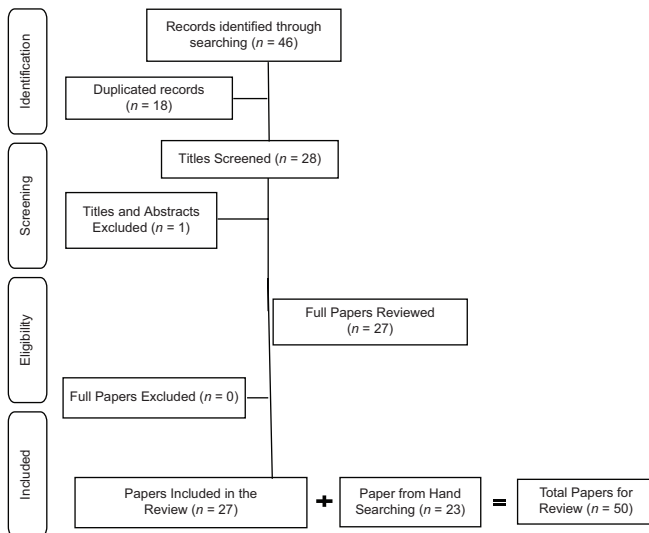 Identification
Records identified through
searching (n = 46)
Duplicated records
(n = 18)
Screening
Titles Screened (n = 28)
Titles and Abstracts
Excluded (n = 1)
Eligibility
Full Papers Reviewed
(n = 27)
Full Papers Excluded (n = 0)
Included
Papers Included in the
Review (n = 27)
+
Paper from Hand
Searching (n = 23)
=
Total Papers for
Review (n = 50)